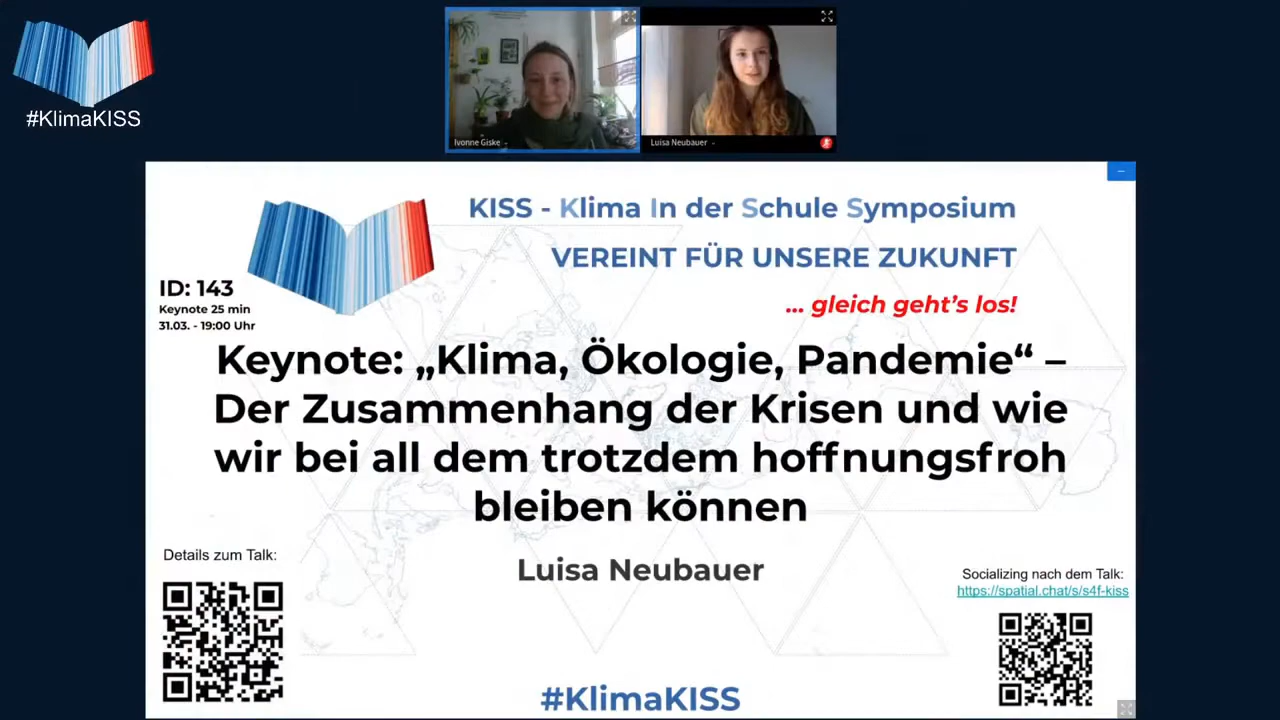 #KlimaKISS
Ivonne Giske
Luisa Neubauer
KISS - Klima In der Schule Symposium
VEREINT FÜR UNSERE ZUKUNFT
... gleich geht’s los!
ID: 143
Keynote 25 min
31.03. - 19:00 Uhr
Keynote: „Klima, Ökologie, Pandemie“ –
Der Zusammenhang der Krisen und wie
wir bei all dem trotzdem hoffnungsfroh
bleiben können
Luisa Neubauer
Details zum Talk:
Socializing nach dem Talk:
https://spatial.chat/s/s4f-kiss
#KlimaKISS